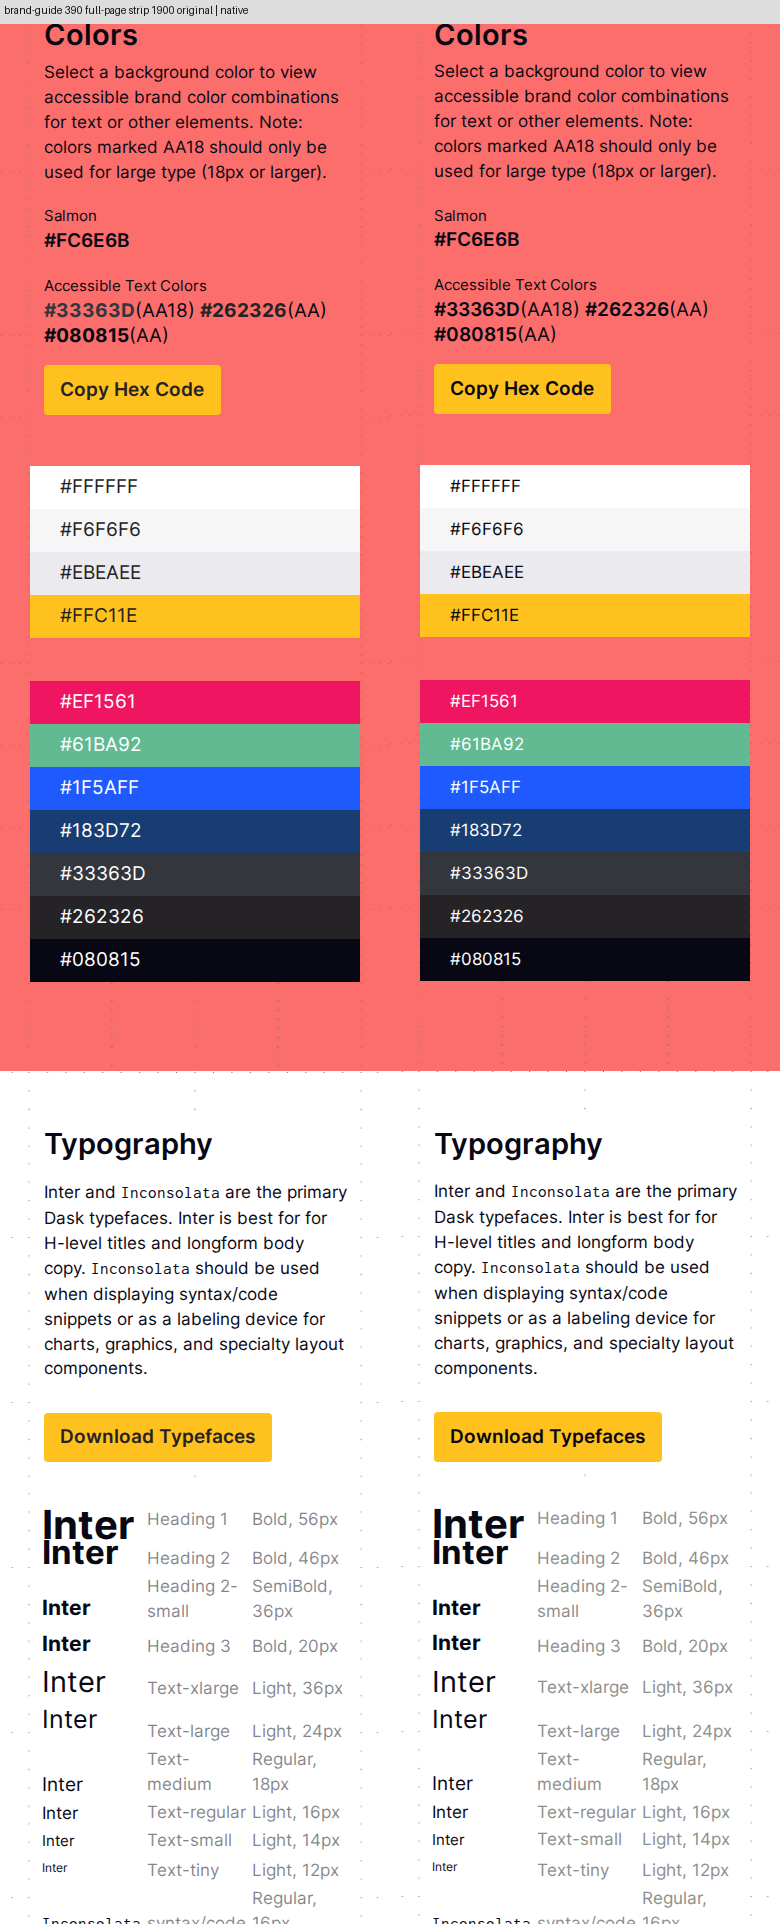 brand-guide 390 full-page strip 1900 original | native
Colors
Select a background color to view
accessible brand color combinations
for text or other elements. Note:
colors marked AA18 should only be
used for large type (18px or larger).
Salmon
#FC6E6B
Accessible Text Colors
#33363D(AA18) #262326(AA)
#080815(AA)
Copy Hex Code
#FFFFFF
#F6F6F6
#EBEAEE
#FFC11E
#EF1561
#61BA92
#1F5AFF
#183D72
#33363D
#262326
#080815
Typography
Inter and Inconsolata are the primary
Dask typefaces. Inter is best for for
H-level titles and longform body
copy. Inconsolata should be used
when displaying syntax/code
snippets or as a labeling device for
charts, graphics, and specialty layout
components.
Download Typefaces
Inter Heading 1 Bold, 56px
Inter Heading 2 Bold, 46px
Inter Heading 2-small SemiBold, 36px
Inter Heading 3 Bold, 20px
Inter Text-xlarge Light, 36px
Inter Text-large Light, 24px
Inter Text-medium Regular, 18px
Inter Text-regular Light, 16px
Inter Text-small Light, 14px
Inter Text-tiny Light, 12px
Inconsolata syntax/code Regular, 16px
Colors
Select a background color to view
accessible brand color combinations
for text or other elements. Note:
colors marked AA18 should only be
used for large type (18px or larger).
Salmon
#FC6E6B
Accessible Text Colors
#33363D(AA18) #262326(AA)
#080815(AA)
Copy Hex Code
#FFFFFF
#F6F6F6
#EBEAEE
#FFC11E
#EF1561
#61BA92
#1F5AFF
#183D72
#33363D
#262326
#080815
Typography
Inter and Inconsolata are the primary
Dask typefaces. Inter is best for for
H-level titles and longform body
copy. Inconsolata should be used
when displaying syntax/code
snippets or as a labeling device for
charts, graphics, and specialty layout
components.
Download Typefaces
Inter Heading 1 Bold, 56px
Inter Heading 2 Bold, 46px
Inter Heading 2-small SemiBold, 36px
Inter Heading 3 Bold, 20px
Inter Text-xlarge Light, 36px
Inter Text-large Light, 24px
Inter Text-medium Regular, 18px
Inter Text-regular Light, 16px
Inter Text-small Light, 14px
Inter Text-tiny Light, 12px
Inconsolata syntax/code Regular, 16px